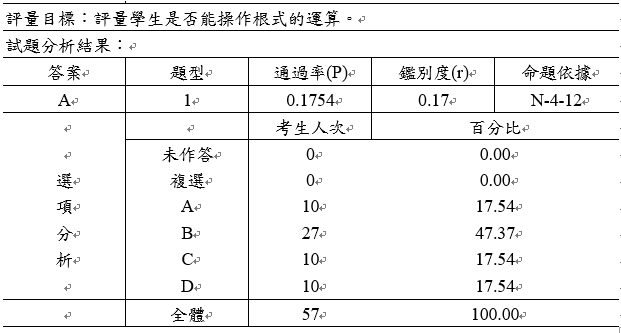 評量目標：評量學生是否能操作根式的運算。
試題分析結果：
答案 題型 通過率(P) 鑑別度(r) 命題依據
A 1 0.1754 0.17 N-4-12
考生人次 百分比
未作答 0 0.00
選 複選 0 0.00
項 A 10 17.54
分 B 27 47.37
析 C 10 17.54
D 10 17.54
全體 57 100.00